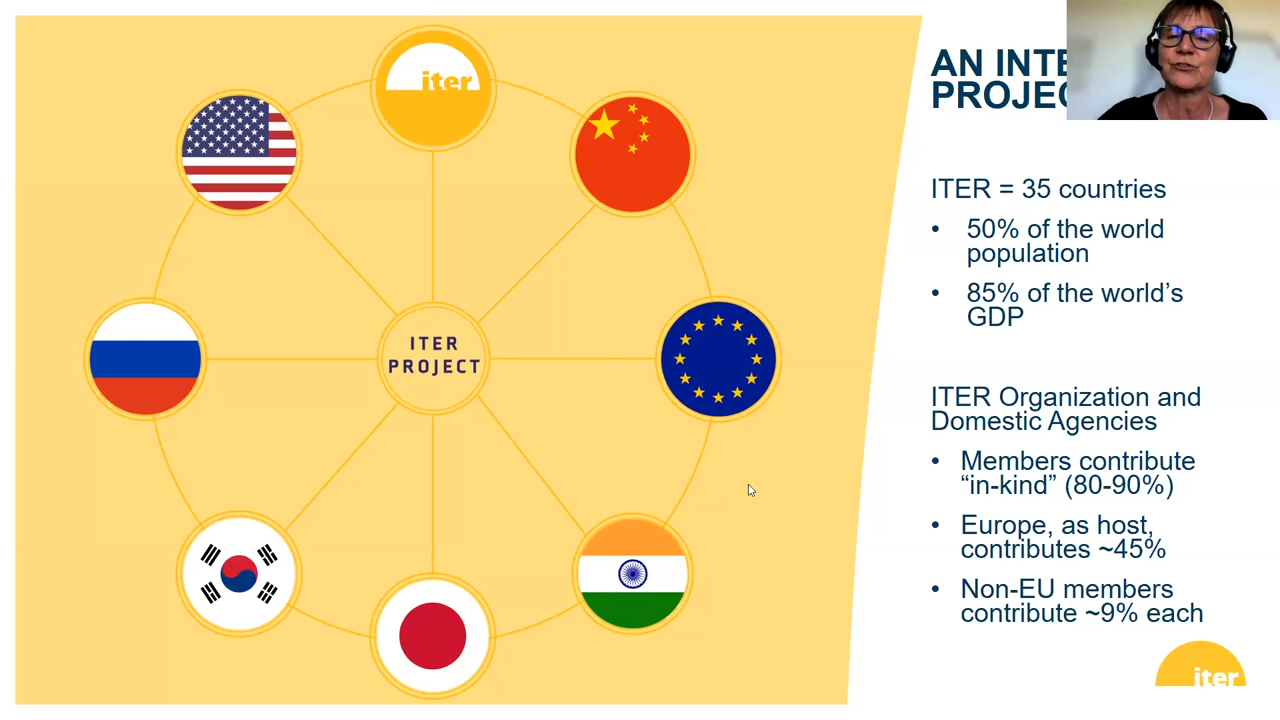 iter
ITER
PROJECT
AN INTE
PROJEC
ITER = 35 countries
• 50% of the world
population
• 85% of the world’s
GDP
ITER Organization and
Domestic Agencies
• Members contribute
“in-kind” (80-90%)
• Europe, as host,
contributes ~45%
• Non-EU members
contribute ~9% each
iter